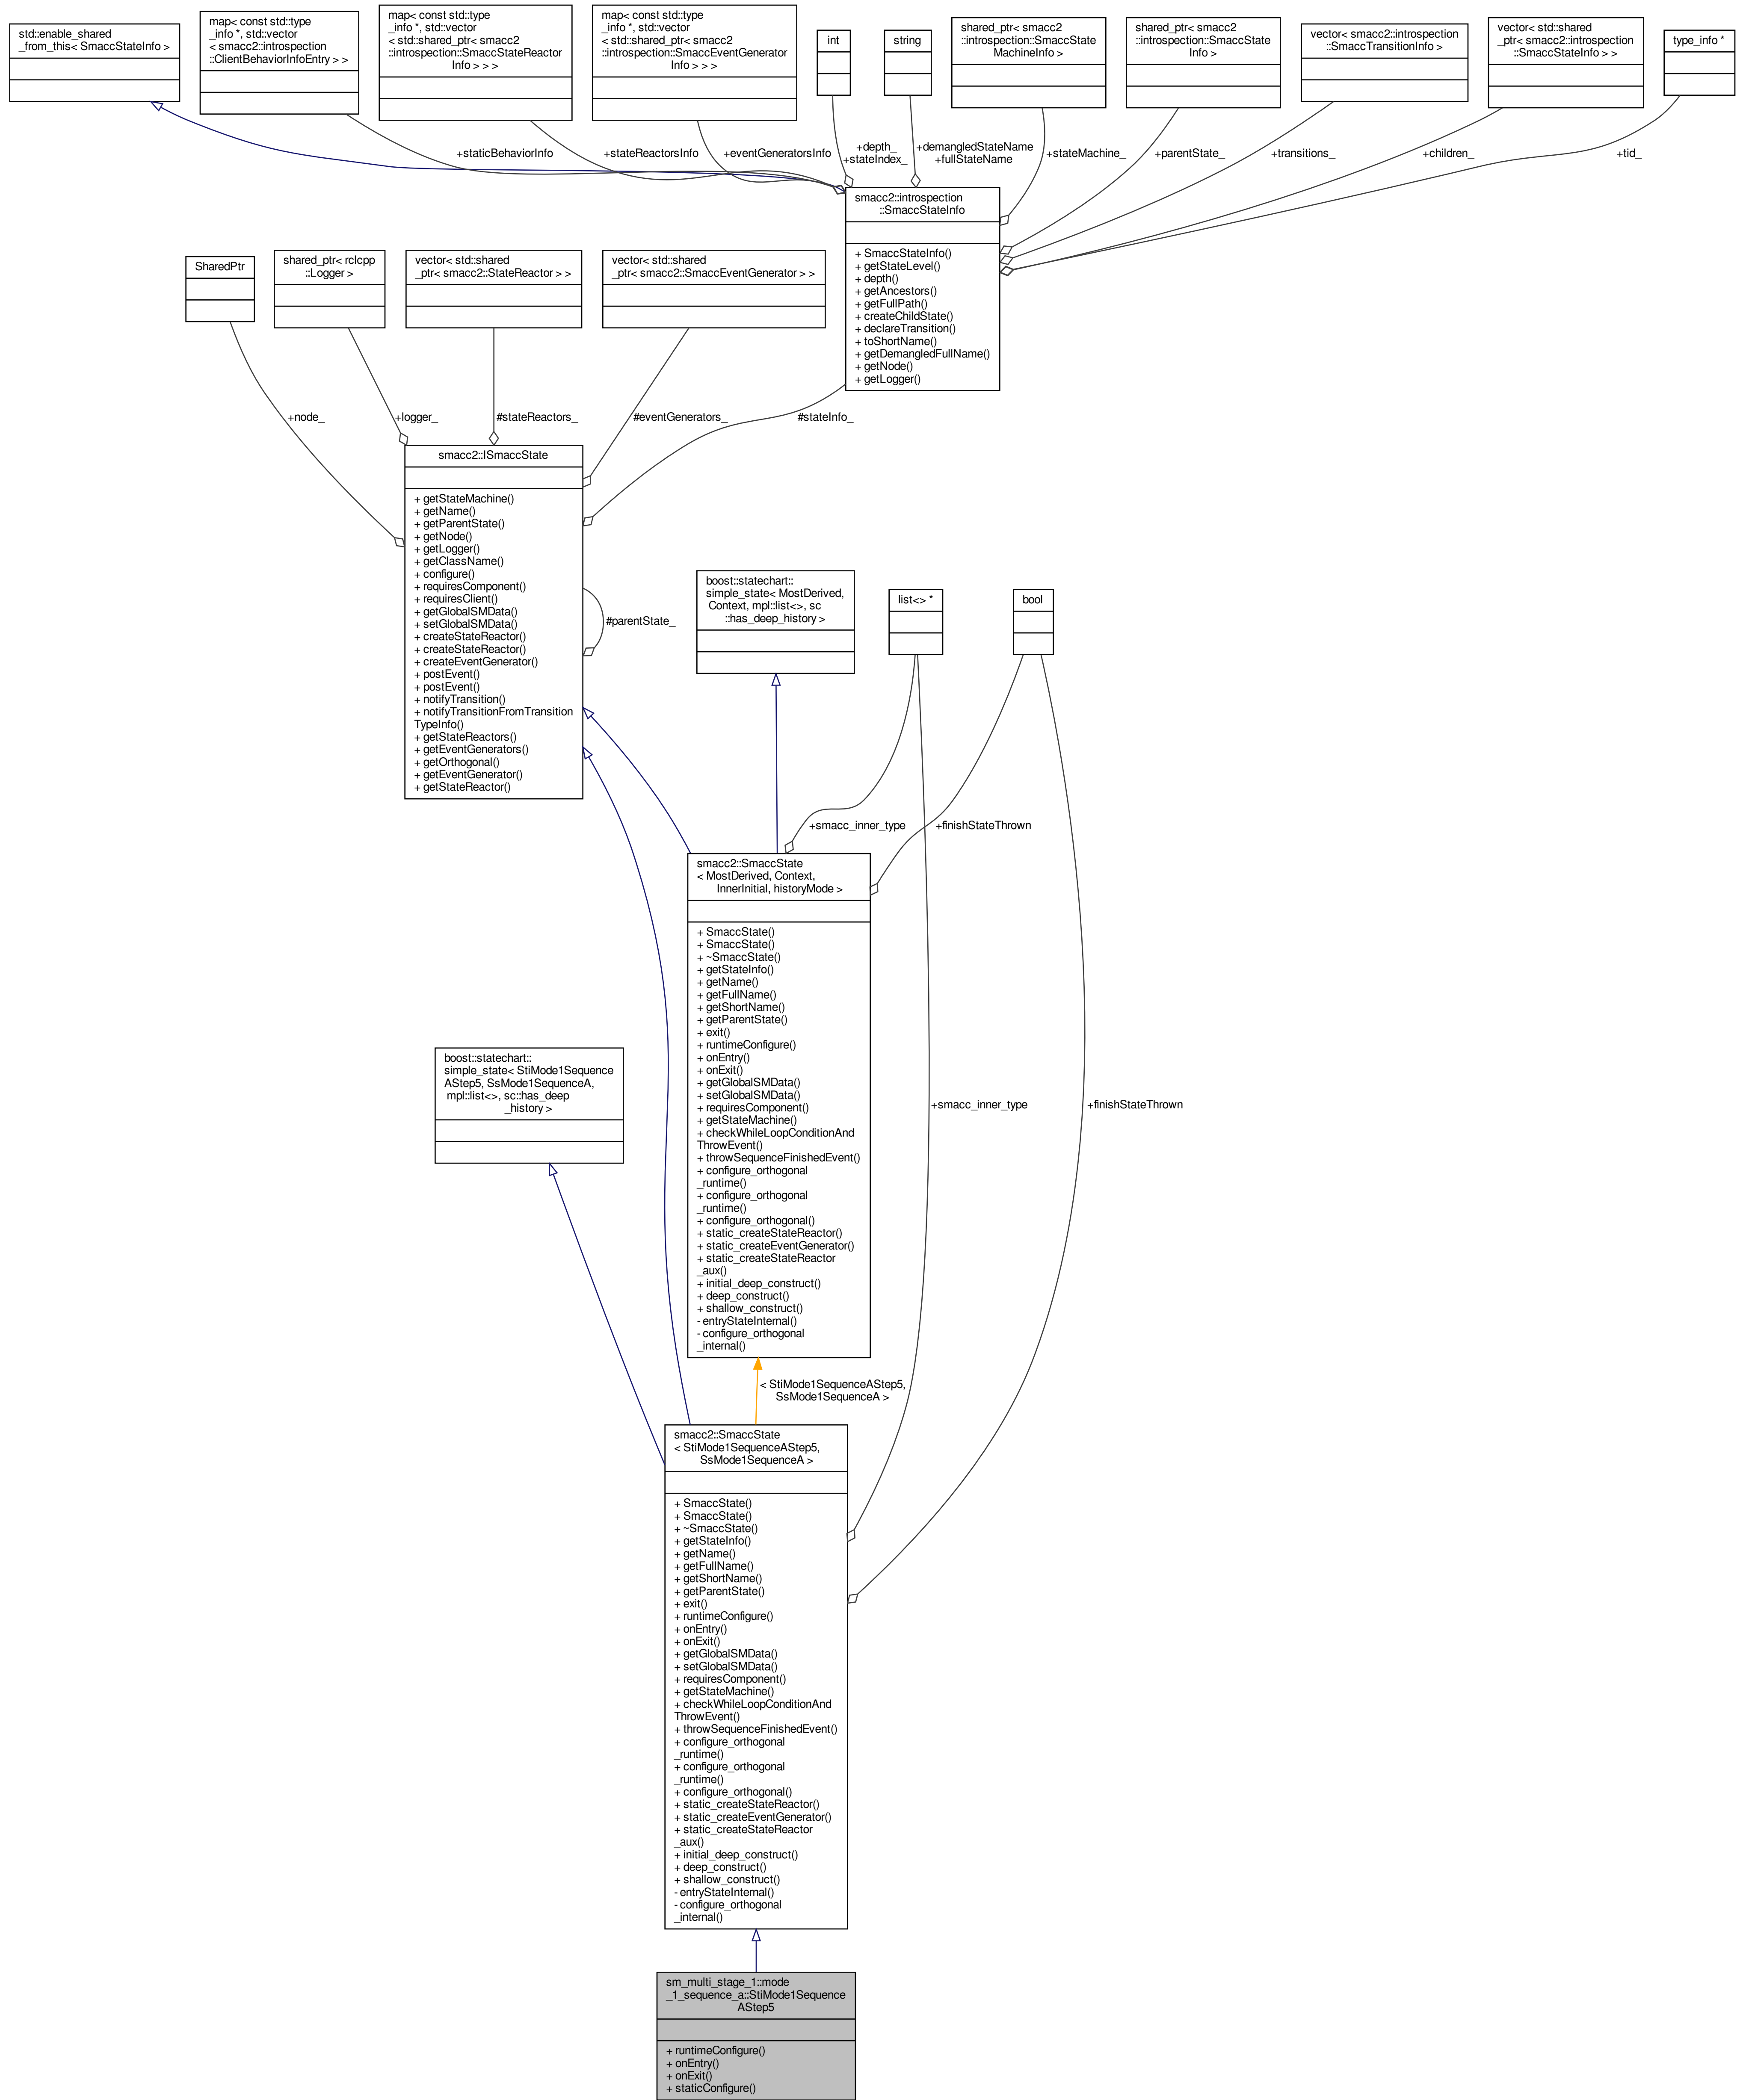 std::enable_shared
_from_this< SmaccStateInfo >
map< const std::type
_info *, std::vector
< smacc2::introspection
::ClientBehaviorInfoEntry > >
map< const std::type
_info *, std::vector
< std::shared_ptr< smacc2
::introspection::SmaccStateReactor
Info > > >
map< const std::type
_info *, std::vector
< std::shared_ptr< smacc2
::introspection::SmaccEventGenerator
Info > > >
int
string
shared_ptr< smacc2
::introspection::SmaccState
MachineInfo >
shared_ptr< smacc2
::introspection::SmaccState
Info >
vector< smacc2::introspection
::SmaccTransitionInfo >
vector< std::shared
_ptr< smacc2::introspection
::SmaccStateInfo > >
type_info *
+staticBehaviorInfo
+stateReactorsInfo
+eventGeneratorsInfo
+depth_
+stateIndex_
+demangledStateName
+fullStateName
+stateMachine_
+parentState_
+transitions_
+children_
+tid_
smacc2::introspection
::SmaccStateInfo
+ SmaccStateInfo()
+ getStateLevel()
+ depth()
+ getAncestors()
+ getFullPath()
+ createChildState()
+ declareTransition()
+ toShortName()
+ getDemangledFullName()
+ getNode()
+ getLogger()
SharedPtr
shared_ptr< rclcpp
::Logger >
vector< std::shared
_ptr< smacc2::StateReactor > >
vector< std::shared
_ptr< smacc2::SmaccEventGenerator > >
+node_
+logger_
#stateReactors_
#eventGenerators_
#stateInfo_
smacc2::ISmaccState
+ getStateMachine()
+ getName()
+ getParentState()
+ getNode()
+ getLogger()
+ getClassName()
+ configure()
+ requiresComponent()
+ requiresClient()
+ getGlobalSMData()
+ setGlobalSMData()
+ createStateReactor()
+ createStateReactor()
+ createEventGenerator()
+ postEvent()
+ postEvent()
+ notifyTransition()
+ notifyTransitionFromTransition
TypeInfo()
+ getStateReactors()
+ getEventGenerators()
+ getOrthogonal()
+ getEventGenerator()
+ getStateReactor()
#parentState_
boost::statechart::
simple_state< MostDerived,
Context, mpl::list<>, sc
::has_deep_history >
list<> *
bool
+smacc_inner_type
+finishStateThrown
smacc2::SmaccState
< MostDerived, Context,
InnerInitial, historyMode >
+ SmaccState()
+ SmaccState()
+ ~SmaccState()
+ getStateInfo()
+ getName()
+ getFullName()
+ getShortName()
+ getParentState()
+ exit()
+ runtimeConfigure()
+ onEntry()
+ onExit()
+ getGlobalSMData()
+ setGlobalSMData()
+ requiresComponent()
+ getStateMachine()
+ checkWhileLoopConditionAnd
ThrowEvent()
+ throwSequenceFinishedEvent()
+ configure_orthogonal
_runtime()
+ configure_orthogonal
_runtime()
+ configure_orthogonal()
+ static_createStateReactor()
+ static_createEventGenerator()
+ static_createStateReactor
_aux()
+ initial_deep_construct()
+ deep_construct()
+ shallow_construct()
- entryStateInternal()
- configure_orthogonal
_internal()
boost::statechart::
simple_state< StiMode1Sequence
AStep5, SsMode1SequenceA,
mpl::list<>, sc::has_deep
_history >
+smacc_inner_type
+finishStateThrown
< StiMode1SequenceAStep5,
SsMode1SequenceA >
smacc2::SmaccState
< StiMode1SequenceAStep5,
SsMode1SequenceA >
+ SmaccState()
+ SmaccState()
+ ~SmaccState()
+ getStateInfo()
+ getName()
+ getFullName()
+ getShortName()
+ getParentState()
+ exit()
+ runtimeConfigure()
+ onEntry()
+ onExit()
+ getGlobalSMData()
+ setGlobalSMData()
+ requiresComponent()
+ getStateMachine()
+ checkWhileLoopConditionAnd
ThrowEvent()
+ throwSequenceFinishedEvent()
+ configure_orthogonal
_runtime()
+ configure_orthogonal
_runtime()
+ configure_orthogonal()
+ static_createStateReactor()
+ static_createEventGenerator()
+ static_createStateReactor
_aux()
+ initial_deep_construct()
+ deep_construct()
+ shallow_construct()
- entryStateInternal()
- configure_orthogonal
_internal()
sm_multi_stage_1::mode
_1_sequence_a::StiMode1Sequence
AStep5
+ runtimeConfigure()
+ onEntry()
+ onExit()
+ staticConfigure()